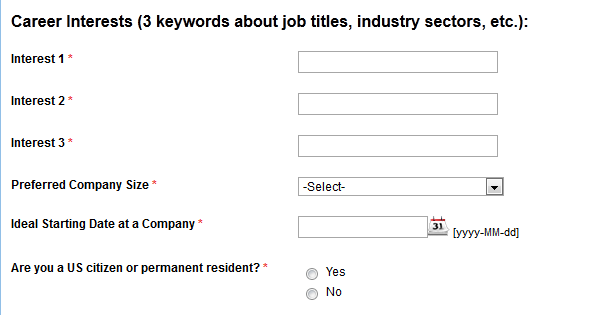 Career Interests (3 keywords about job titles, industry sectors, etc.):
Interest 1 *
Interest 2 *
Interest 3 *
Preferred Company Size *
-Select-
Ideal Starting Date at a Company *
31
[yyyy-MM-dd]
Are you a US citizen or permanent resident? *
Yes
No